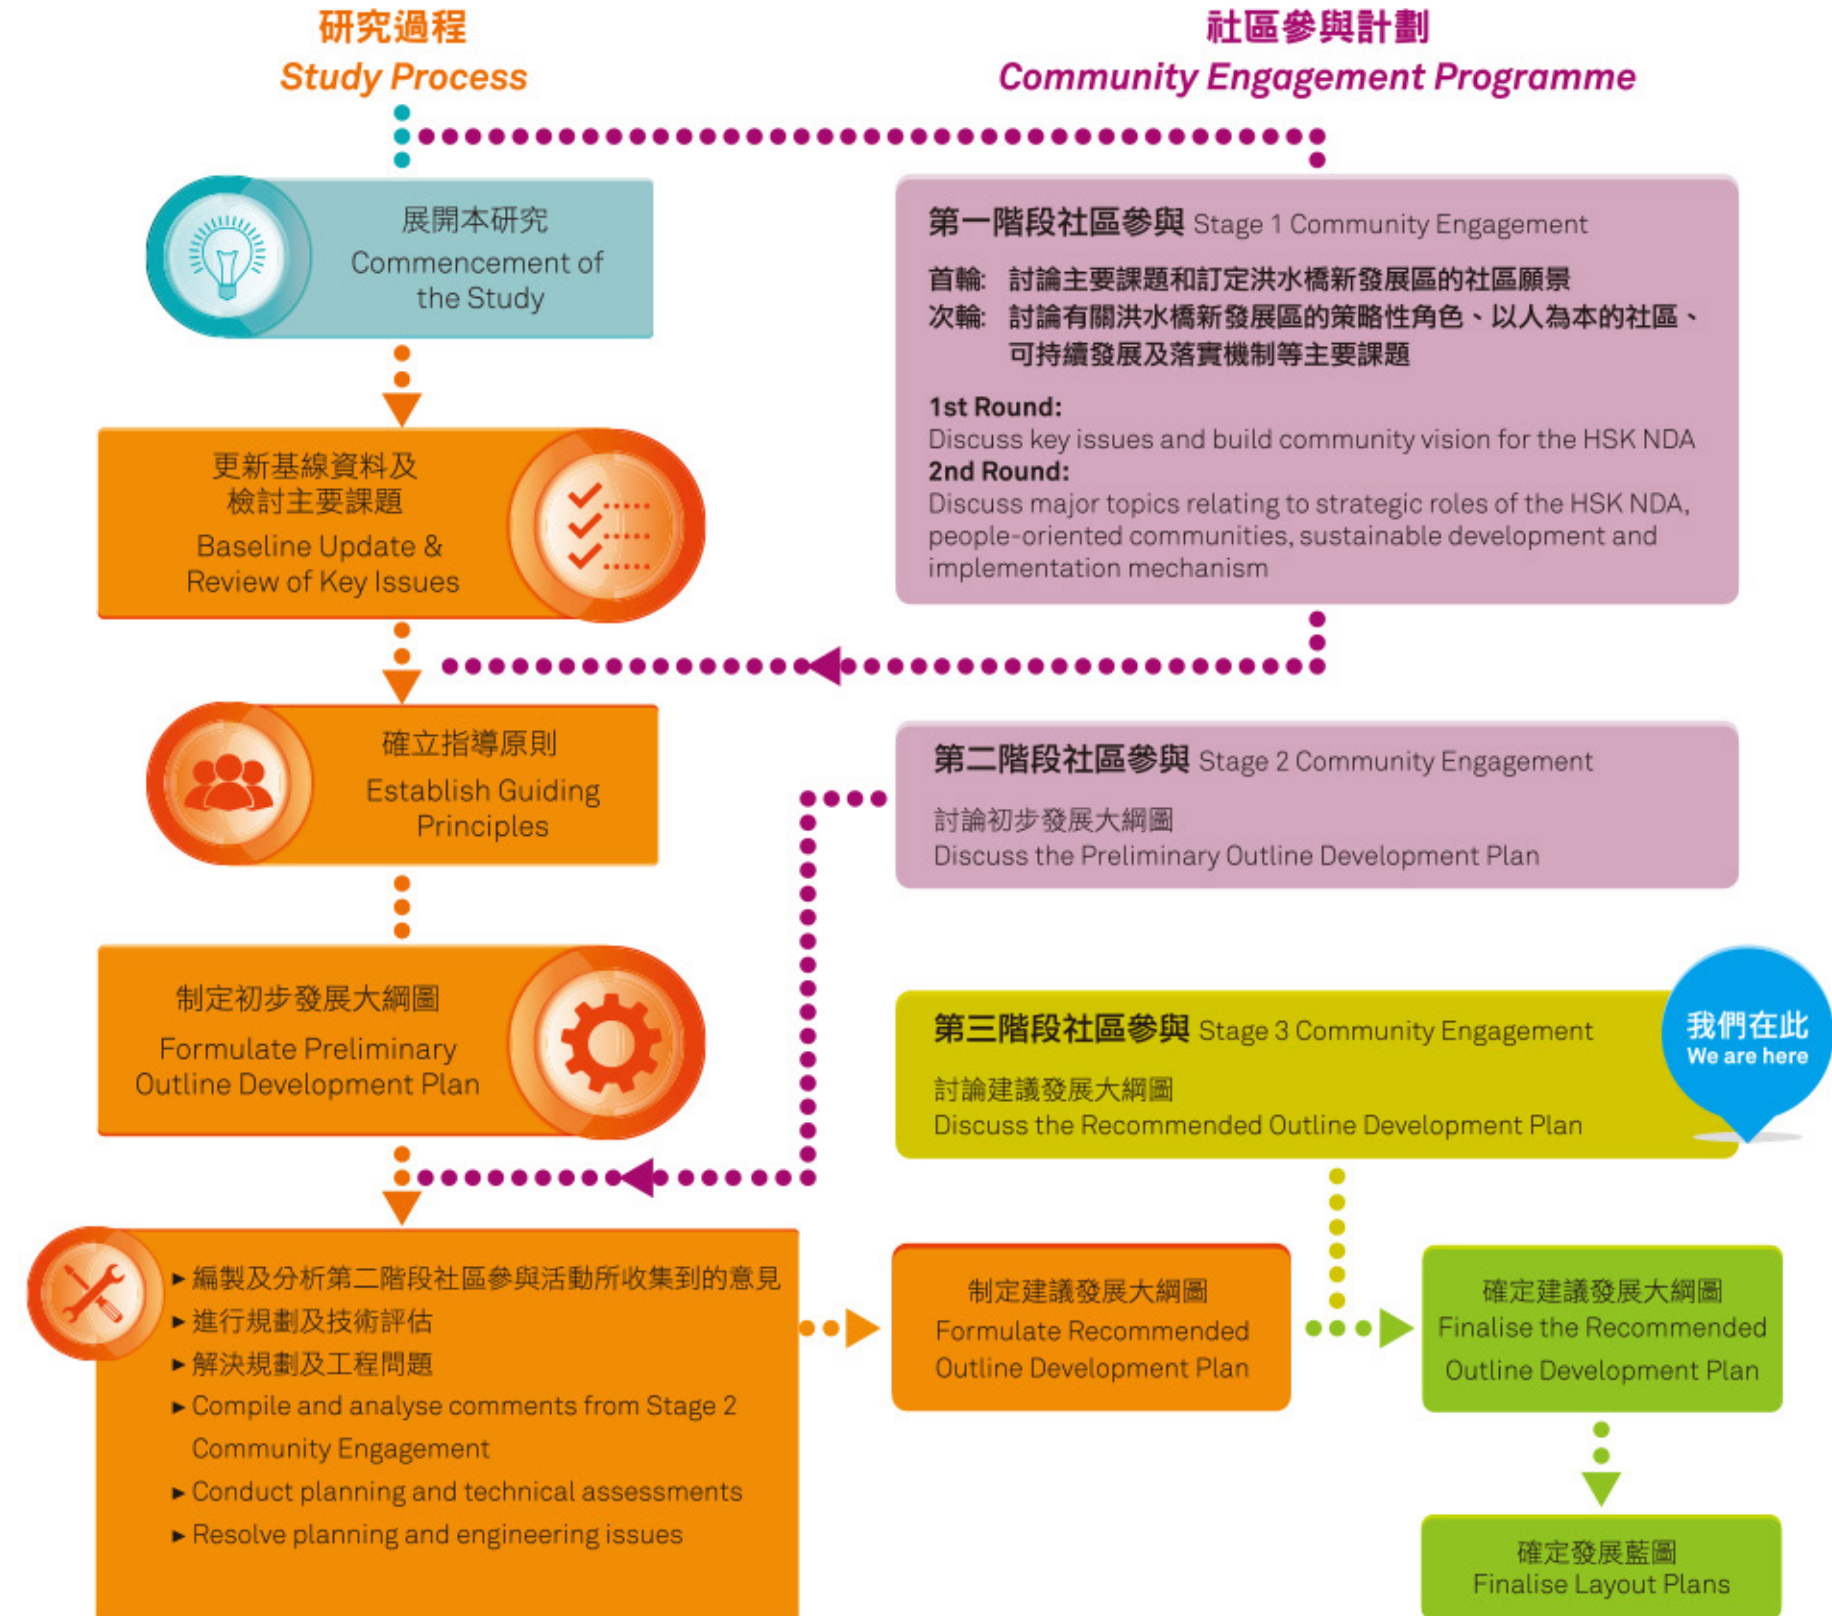 研究過程
Study Process
社區參與計劃
Community Engagement Programme
展開本研究
Commencement of
the Study
第一階段社區參與 Stage 1 Community Engagement
首輪: 討論主要課題和訂定洪水橋新發展區的社區願景
次輪: 討論有關洪水橋新發展區的策略性角色、以人為本的社區、
可持續發展及落實機制等主要課題
1st Round:
Discuss key issues and build community vision for the HSK NDA
2nd Round:
Discuss major topics relating to strategic roles of the HSK NDA,
people-oriented communities, sustainable development and
implementation mechanism
更新基線資料及
檢討主要課題
Baseline Update &
Review of Key Issues
確立指導原則
Establish Guiding
Principles
第二階段社區參與 Stage 2 Community Engagement
討論初步發展大綱圖
Discuss the Preliminary Outline Development Plan
制定初步發展大綱圖
Formulate Preliminary
Outline Development Plan
第三階段社區參與 Stage 3 Community Engagement
討論建議發展大綱圖
Discuss the Recommended Outline Development Plan
我們在此
We are here
▸ 編製及分析第二階段社區參與活動所收集到的意見
▸ 進行規劃及技術評估
▸ 解決規劃及工程問題
▸ Compile and analyse comments from Stage 2
Community Engagement
▸ Conduct planning and technical assessments
▸ Resolve planning and engineering issues
制定建議發展大綱圖
Formulate Recommended
Outline Development Plan
確定建議發展大綱圖
Finalise the Recommended
Outline Development Plan
確定發展藍圖
Finalise Layout Plans